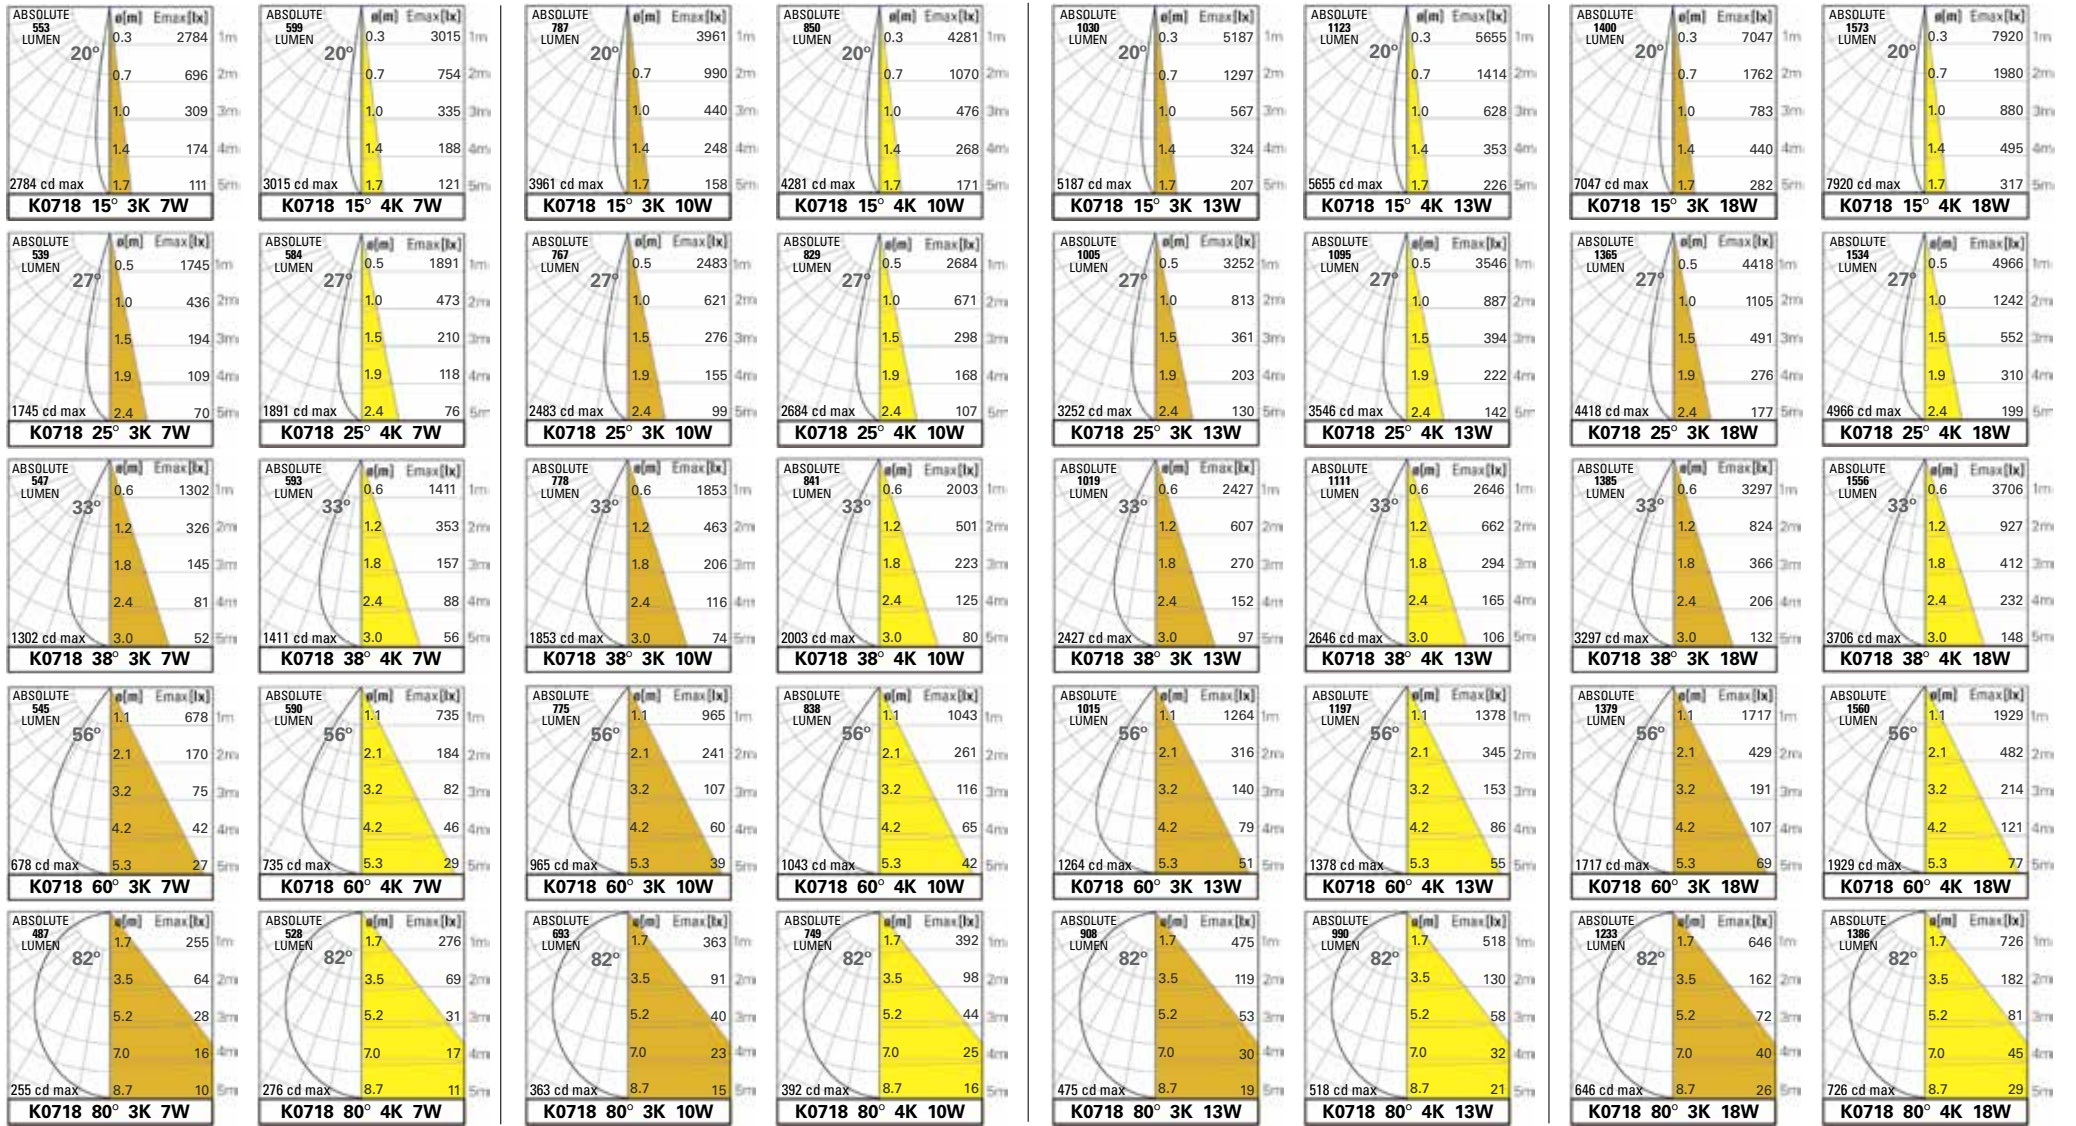 ABSOLUTE ø[m] Emax[lx]
553
LUMEN 0.3 2784 1m
20°
0.7 696 2m
1.0 309 3m
1.4 174 4m
2784 cd max 1.7 111 5m
K0718 15° 3K 7W
ABSOLUTE ø[m] Emax[lx]
599
LUMEN 0.3 3015 1m
20°
0.7 754 2m
1.0 335 3m
1.4 188 4m
3015 cd max 1.7 121 5m
K0718 15° 4K 7W
ABSOLUTE ø[m] Emax[lx]
787
LUMEN 3961 1m
20°
0.7 990 2m
1.0 440 3m
1.4 248 4m
3961 cd max 1.7 158 5m
K0718 15° 3K 10W
ABSOLUTE ø[m] Emax[lx]
850
LUMEN 0.3 4281 1m
20°
0.7 1070 2m
1.0 476 3m
1.4 268 4m
4281 cd max 1.7 171 5m
K0718 15° 4K 10W
ABSOLUTE ø[m] Emax[lx]
1030
LUMEN 0.3 5187 1m
20°
0.7 1297 2m
1.0 567 3m
1.4 324 4m
5187 cd max 1.7 207 5m
K0718 15° 3K 13W
ABSOLUTE ø[m] Emax[lx]
1123
LUMEN 0.3 5655 1m
20°
0.7 1414 2m
1.0 628 3m
1.4 353 4m
5655 cd max 1.7 226 5m
K0718 15° 4K 13W
ABSOLUTE ø[m] Emax[lx]
1400
LUMEN 0.3 7047 1m
20°
0.7 1762 2m
1.0 783 3m
1.4 440 4m
7047 cd max 1.7 282 5m
K0718 15° 3K 18W
ABSOLUTE ø[m] Emax[lx]
1573
LUMEN 0.3 7920 1m
20°
0.7 1980 2m
1.0 880 3m
1.4 495 4m
7920 cd max 1.7 317 5m
K0718 15° 4K 18W
ABSOLUTE ø[m] Emax[lx]
539
LUMEN 0.5 1745 1m
27°
1.0 436 2m
1.5 194 3m
1.9 109 4m
1745 cd max 2.4 70 5m
K0718 25° 3K 7W
ABSOLUTE ø[m] Emax[lx]
584
LUMEN 0.5 1891 1m
27°
1.0 473 2m
1.5 210 3m
1.9 118 4m
1891 cd max 2.4 76 5m
K0718 25° 4K 7W
ABSOLUTE ø[m] Emax[lx]
767
LUMEN 0.5 2483 1m
27°
1.0 621 2m
1.5 276 3m
1.9 155 4m
2483 cd max 2.4 99 5m
K0718 25° 3K 10W
ABSOLUTE ø[m] Emax[lx]
829
LUMEN 0.5 2684 1m
27°
1.0 671 2m
1.5 298 3m
1.9 168 4m
2684 cd max 2.4 107 5m
K0718 25° 4K 10W
ABSOLUTE ø[m] Emax[lx]
1005
LUMEN 0.5 3252 1m
27°
1.0 813 2m
1.5 361 3m
1.9 203 4m
3252 cd max 2.4 130 5m
K0718 25° 3K 13W
ABSOLUTE ø[m] Emax[lx]
1095
LUMEN 0.5 3546 1m
27°
1.0 887 2m
1.5 394 3m
1.9 222 4m
3546 cd max 2.4 142 5m
K0718 25° 4K 13W
ABSOLUTE ø[m] Emax[lx]
1365
LUMEN 0.5 4418 1m
27°
1.0 1105 2m
1.5 491 3m
1.9 276 4m
4418 cd max 2.4 177 5m
K0718 25° 3K 18W
ABSOLUTE ø[m] Emax[lx]
1534
LUMEN 0.5 4966 1m
27°
1.0 1242 2m
1.5 552 3m
1.9 310 4m
4966 cd max 2.4 199 5m
K0718 25° 4K 18W
ABSOLUTE ø[m] Emax[lx]
547
LUMEN 0.6 1302 1m
33°
1.2 326 2m
1.8 145 3m
2.4 81 4m
1302 cd max 3.0 52 5m
K0718 38° 3K 7W
ABSOLUTE ø[m] Emax[lx]
593
LUMEN 0.6 1411 1m
33°
1.2 353 2m
1.8 157 3m
2.4 88 4m
1411 cd max 3.0 56 5m
K0718 38° 4K 7W
ABSOLUTE ø[m] Emax[lx]
778
LUMEN 0.6 1853 1m
33°
1.2 463 2m
1.8 206 3m
2.4 116 4m
1853 cd max 3.0 74 5m
K0718 38° 3K 10W
ABSOLUTE ø[m] Emax[lx]
841
LUMEN 0.6 2003 1m
33°
1.2 501 2m
1.8 223 3m
2.4 125 4m
2003 cd max 3.0 80 5m
K0718 38° 4K 10W
ABSOLUTE ø[m] Emax[lx]
1019
LUMEN 0.6 2427 1m
33°
1.2 607 2m
1.8 270 3m
2.4 152 4m
2427 cd max 3.0 97 5m
K0718 38° 3K 13W
ABSOLUTE ø[m] Emax[lx]
1111
LUMEN 0.6 2646 1m
33°
1.2 662 2m
1.8 294 3m
2.4 165 4m
2646 cd max 3.0 106 5m
K0718 38° 4K 13W
ABSOLUTE ø[m] Emax[lx]
1385
LUMEN 0.6 3297 1m
33°
1.2 824 2m
1.8 366 3m
2.4 206 4m
3297 cd max 3.0 132 5m
K0718 38° 3K 18W
ABSOLUTE ø[m] Emax[lx]
1556
LUMEN 0.6 3706 1m
33°
1.2 927 2m
1.8 412 3m
2.4 232 4m
3706 cd max 3.0 148 5m
K0718 38° 4K 18W
ABSOLUTE ø[m] Emax[lx]
545
LUMEN 1.1 678 1m
56°
2.1 170 2m
3.2 75 3m
4.2 42 4m
678 cd max 5.3 27 5m
K0718 60° 3K 7W
ABSOLUTE ø[m] Emax[lx]
590
LUMEN 1.1 735 1m
56°
2.1 184 2m
3.2 82 3m
4.2 46 4m
735 cd max 5.3 29 5m
K0718 60° 4K 7W
ABSOLUTE ø[m] Emax[lx]
775
LUMEN 1.1 965 1m
56°
2.1 241 2m
3.2 107 3m
4.2 60 4m
965 cd max 5.3 39 5m
K0718 60° 3K 10W
ABSOLUTE ø[m] Emax[lx]
838
LUMEN 1.1 1043 1m
56°
2.1 261 2m
3.2 116 3m
4.2 65 4m
1043 cd max 5.3 42 5m
K0718 60° 4K 10W
ABSOLUTE ø[m] Emax[lx]
1015
LUMEN 1.1 1264 1m
56°
2.1 316 2m
3.2 140 3m
4.2 79 4m
1264 cd max 5.3 51 5m
K0718 60° 3K 13W
ABSOLUTE ø[m] Emax[lx]
1197
LUMEN 1.1 1378 1m
56°
2.1 345 2m
3.2 153 3m
4.2 86 4m
1378 cd max 5.3 55 5m
K0718 60° 4K 13W
ABSOLUTE ø[m] Emax[lx]
1379
LUMEN 1.1 1717 1m
56°
2.1 429 2m
3.2 191 3m
4.2 107 4m
1717 cd max 5.3 69 5m
K0718 60° 3K 18W
ABSOLUTE ø[m] Emax[lx]
1560
LUMEN 1.1 1929 1m
56°
2.1 482 2m
3.2 214 3m
4.2 121 4m
1929 cd max 5.3 77 5m
K0718 60° 4K 18W
ABSOLUTE ø[m] Emax[lx]
487
LUMEN 1.7 255 1m
82°
3.5 64 2m
5.2 28 3m
7.0 16 4m
255 cd max 8.7 10 5m
K0718 80° 3K 7W
ABSOLUTE ø[m] Emax[lx]
528
LUMEN 1.7 276 1m
82°
3.5 69 2m
5.2 31 3m
7.0 17 4m
276 cd max 8.7 11 5m
K0718 80° 4K 7W
ABSOLUTE ø[m] Emax[lx]
693
LUMEN 1.7 363 1m
82°
3.5 91 2m
5.2 40 3m
7.0 23 4m
363 cd max 8.7 15 5m
K0718 80° 3K 10W
ABSOLUTE ø[m] Emax[lx]
749
LUMEN 1.7 392 1m
82°
3.5 98 2m
5.2 44 3m
7.0 25 4m
392 cd max 8.7 16 5m
K0718 80° 4K 10W
ABSOLUTE ø[m] Emax[lx]
908
LUMEN 1.7 475 1m
82°
3.5 119 2m
5.2 53 3m
7.0 30 4m
475 cd max 8.7 19 5m
K0718 80° 3K 13W
ABSOLUTE ø[m] Emax[lx]
990
LUMEN 1.7 518 1m
82°
3.5 130 2m
5.2 58 3m
7.0 32 4m
518 cd max 8.7 21 5m
K0718 80° 4K 13W
ABSOLUTE ø[m] Emax[lx]
1233
LUMEN 1.7 646 1m
82°
3.5 162 2m
5.2 72 3m
7.0 40 4m
646 cd max 8.7 26 5m
K0718 80° 3K 18W
ABSOLUTE ø[m] Emax[lx]
1386
LUMEN 1.7 726 1m
82°
3.5 182 2m
5.2 81 3m
7.0 45 4m
726 cd max 8.7 29 5m
K0718 80° 4K 18W